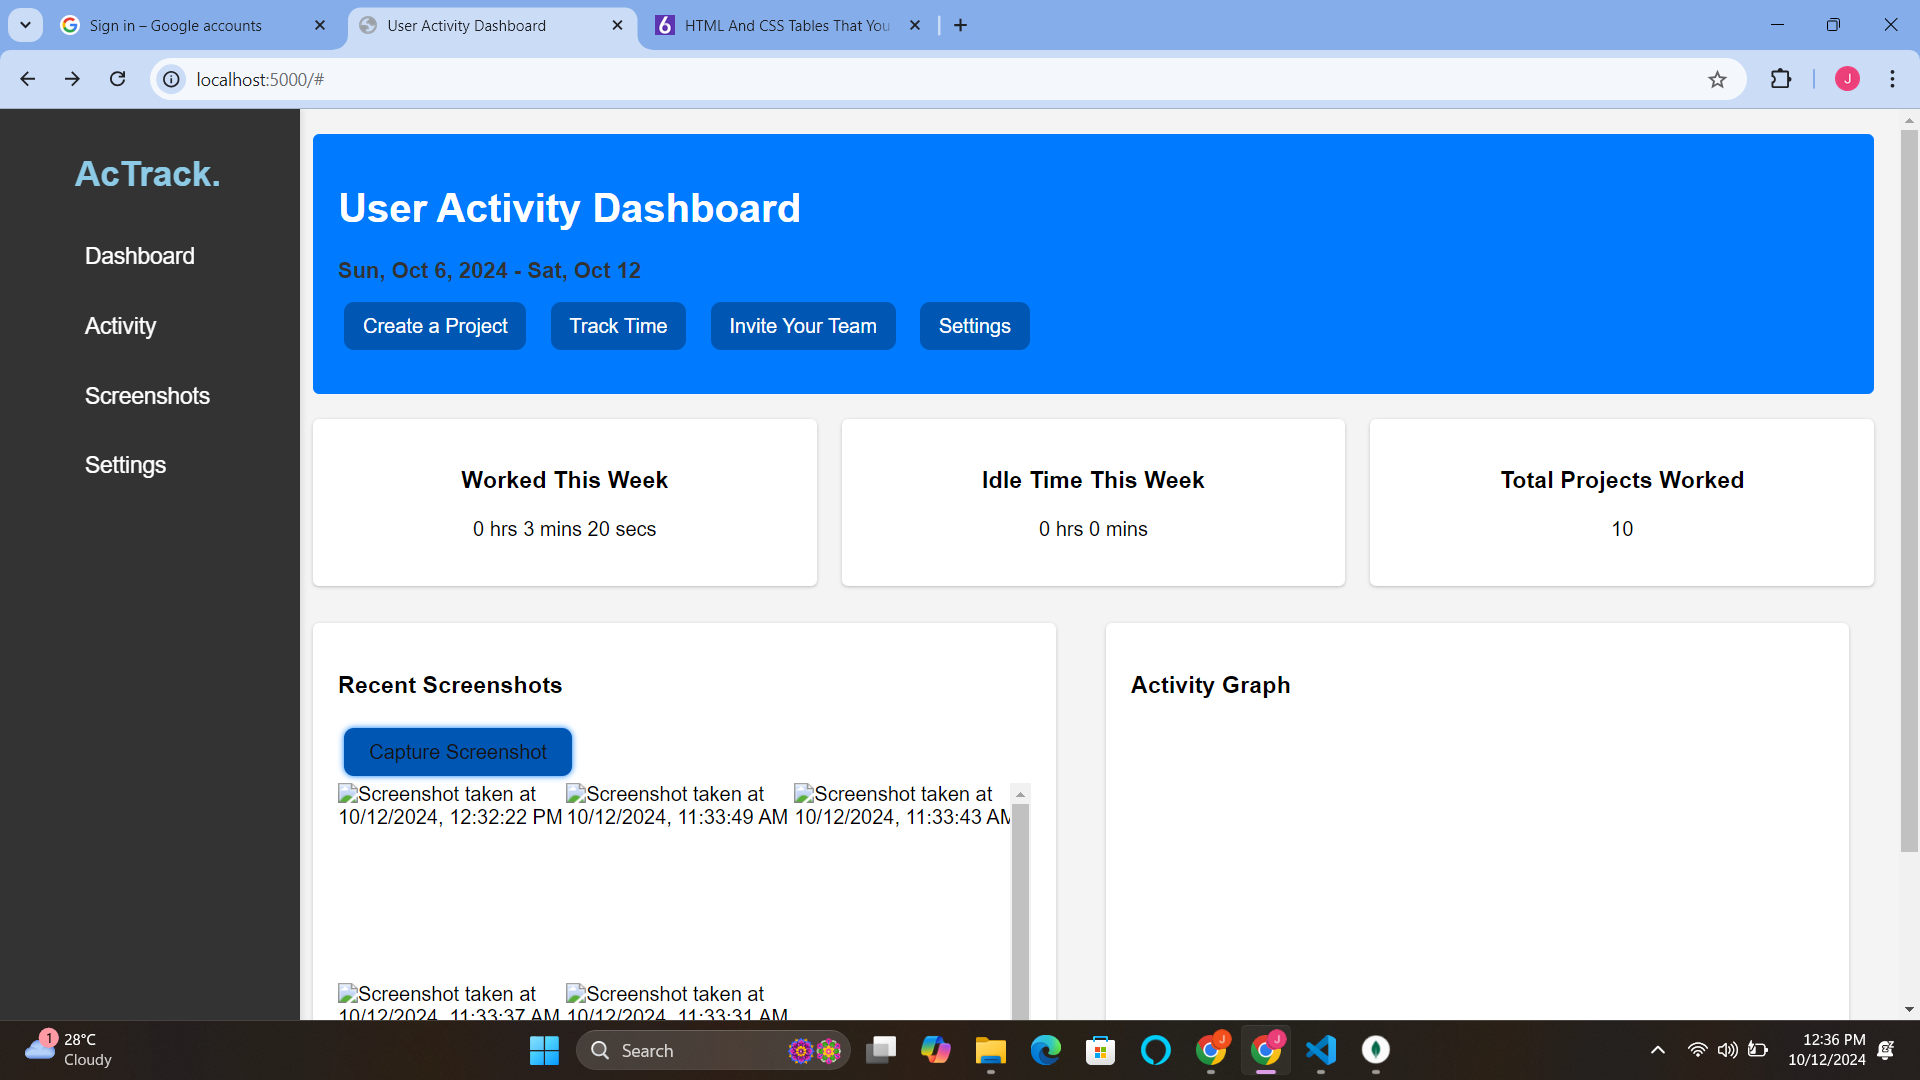 Sign in – Google accounts
User Activity Dashboard
HTML And CSS Tables That You
localhost:5000/#
J
AcTrack.
Dashboard
Activity
Screenshots
Settings
User Activity Dashboard
Sun, Oct 6, 2024 - Sat, Oct 12
Create a Project
Track Time
Invite Your Team
Settings
Worked This Week
0 hrs 3 mins 20 secs
Idle Time This Week
0 hrs 0 mins
Total Projects Worked
10
Recent Screenshots
Capture Screenshot
Screenshot taken at
10/12/2024, 12:32:22 PM
Screenshot taken at
10/12/2024, 11:33:49 AM
Screenshot taken at
10/12/2024, 11:33:43 AM
Screenshot taken at
10/12/2024, 11:33:37 AM
Screenshot taken at
10/12/2024, 11:33:31 AM
Activity Graph
1
28°C
Cloudy
Search
J
J
12:36 PM
10/12/2024